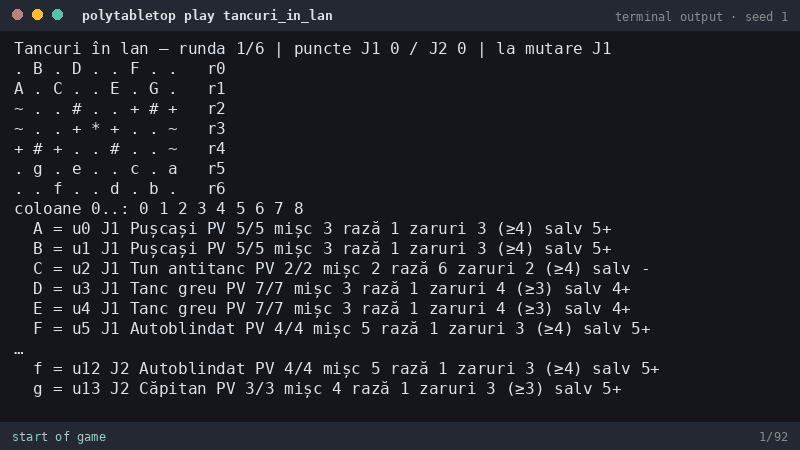 polytabletop play tancuri_in_lan
terminal output · seed 1
Tancuri în lan — runda 1/6 | puncte J1 0 / J2 0 | la mutare J1
. B . D . . F . .   r0
A . C . . E . G .   r1
~ . . # . . + # +   r2
~ . . + * + . . ~   r3
+ # + . . # . . ~   r4
. g . e . . c . a   r5
. . f . . d . b .   r6
coloane 0..: 0 1 2 3 4 5 6 7 8
  A = u0 J1 Pușcași PV 5/5 mișc 3 rază 1 zaruri 3 (≥4) salv 5+
  B = u1 J1 Pușcași PV 5/5 mișc 3 rază 1 zaruri 3 (≥4) salv 5+
  C = u2 J1 Tun antitanc PV 2/2 mișc 2 rază 6 zaruri 2 (≥4) salv -
  D = u3 J1 Tanc greu PV 7/7 mișc 3 rază 1 zaruri 4 (≥3) salv 4+
  E = u4 J1 Tanc greu PV 7/7 mișc 3 rază 1 zaruri 4 (≥3) salv 4+
  F = u5 J1 Autoblindat PV 4/4 mișc 5 rază 1 zaruri 3 (≥4) salv 5+
…
  f = u12 J2 Autoblindat PV 4/4 mișc 5 rază 1 zaruri 3 (≥4) salv 5+
  g = u13 J2 Căpitan PV 3/3 mișc 4 rază 1 zaruri 3 (≥3) salv 5+
start of game
1/92